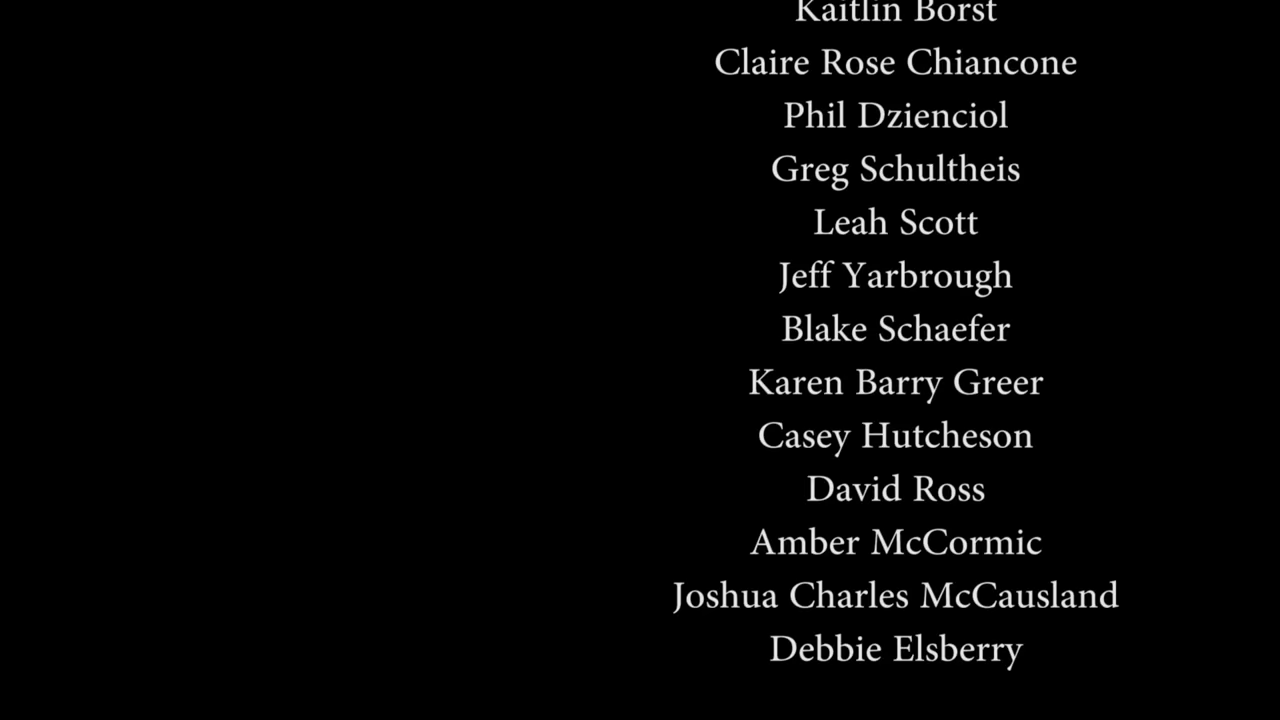 Kaitlin Borst
Claire Rose Chiancone
Phil Dzienciol
Greg Schultheis
Leah Scott
Jeff Yarbrough
Blake Schaefer
Karen Barry Greer
Casey Hutcheson
David Ross
Amber McCormic
Joshua Charles McCausland
Debbie Elsberry